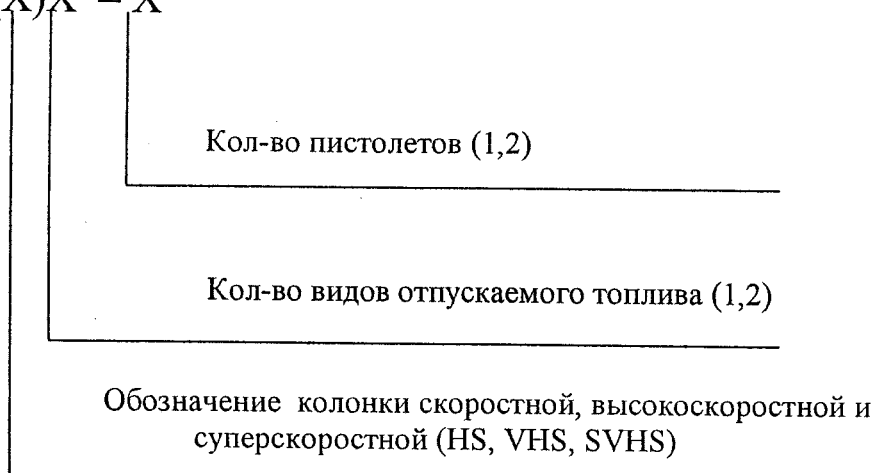 X)X – X
Кол-во пистолетов (1,2)
Кол-во видов отпускаемого топлива (1,2)
Обозначение колонки скоростной, высокоскоростной и
суперскоростной (HS, VHS, SVHS)